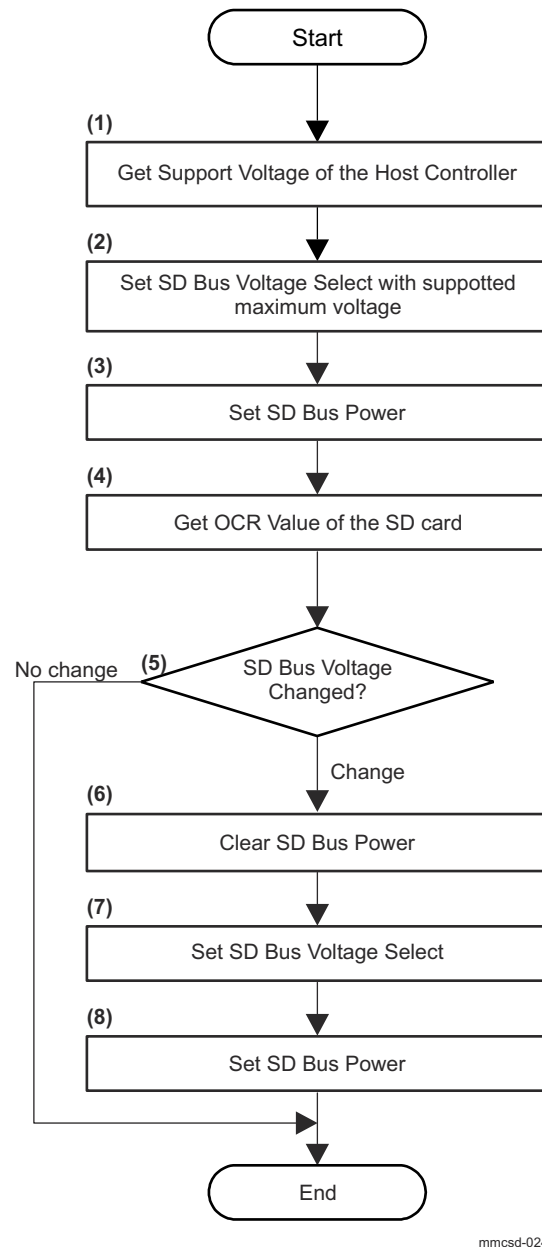 Start
(1)
Get Support Voltage of the Host Controller
(2)
Set SD Bus Voltage Select with suppotted
maximum voltage
(3)
Set SD Bus Power
(4)
Get OCR Value of the SD card
No change
(5)
SD Bus Voltage
Changed?
Change
(6)
Clear SD Bus Power
(7)
Set SD Bus Voltage Select
(8)
Set SD Bus Power
End